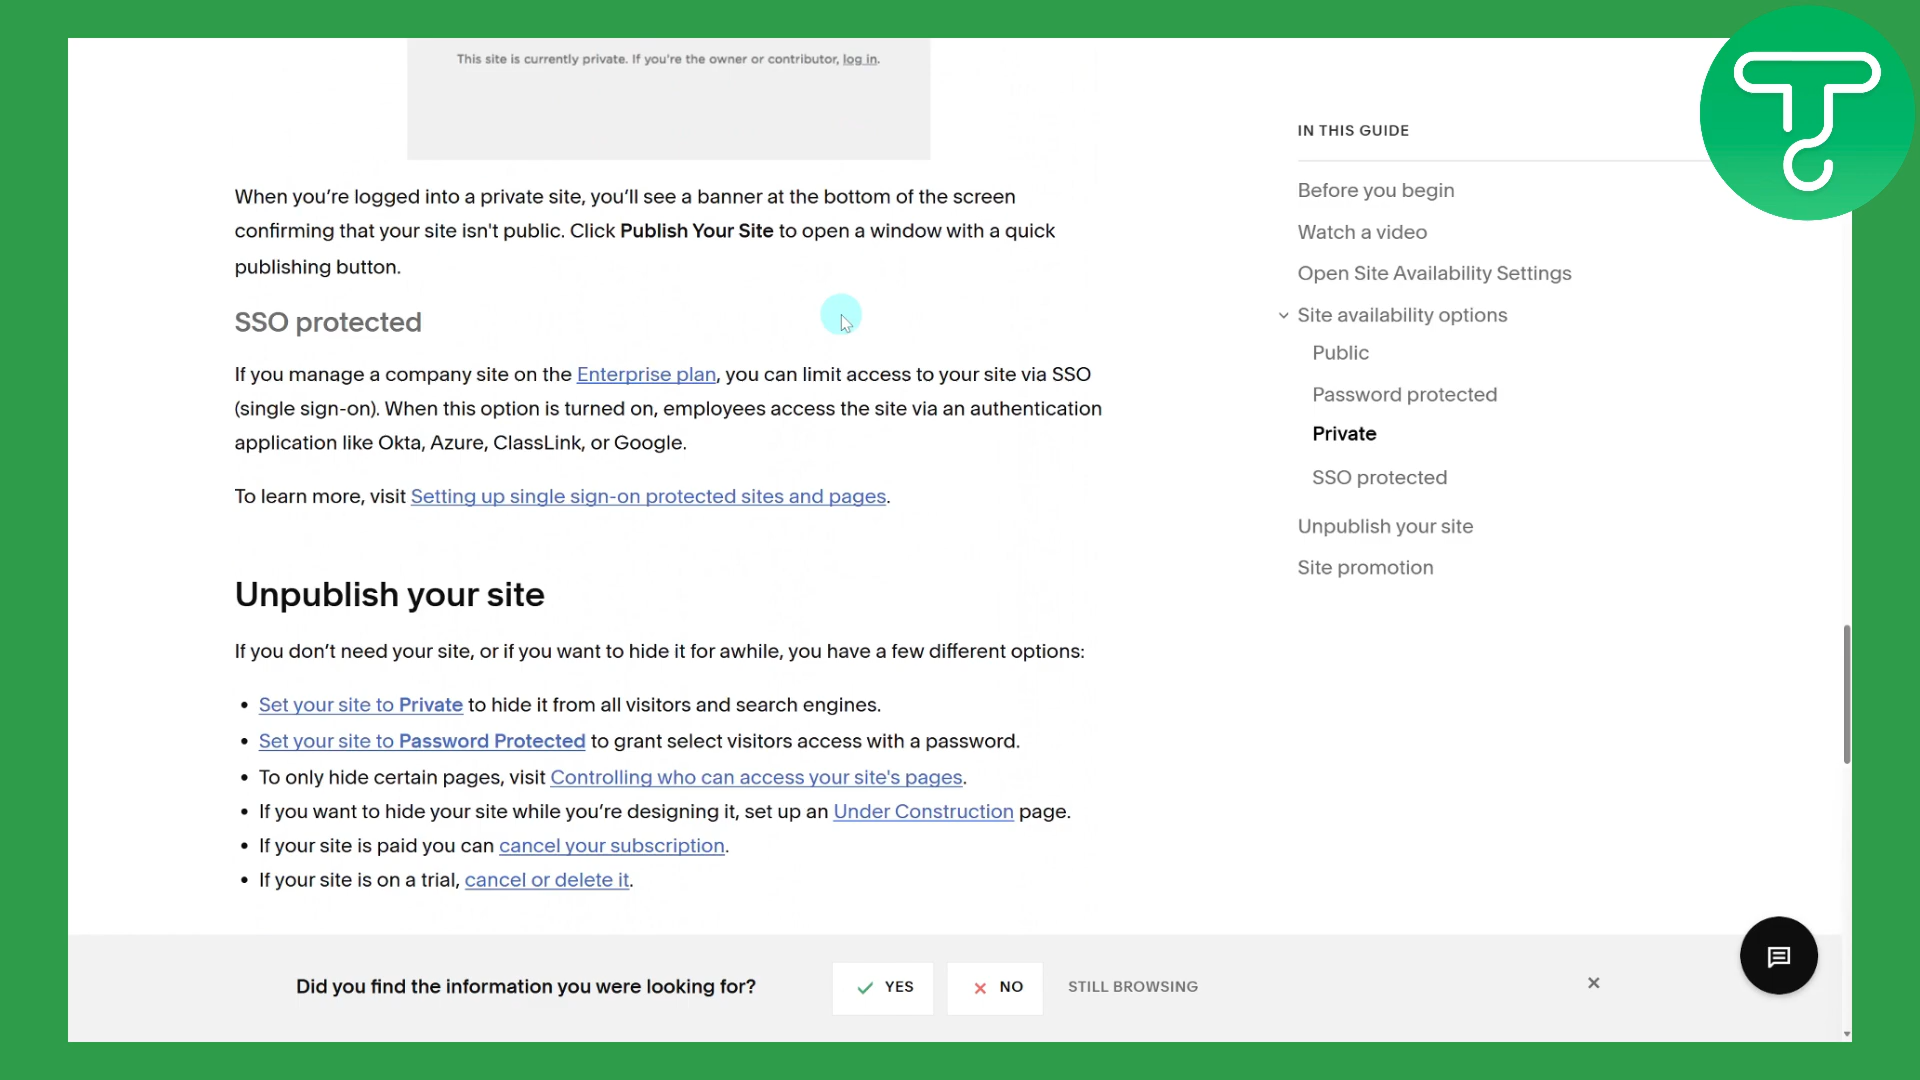 This site is currently private. If you're the owner or contributor, log in.
When you’re logged into a private site, you’ll see a banner at the bottom of the screen
confirming that your site isn't public. Click Publish Your Site to open a window with a quick
publishing button.
SSO protected
If you manage a company site on the Enterprise plan, you can limit access to your site via SSO
(single sign-on). When this option is turned on, employees access the site via an authentication
application like Okta, Azure, ClassLink, or Google.
To learn more, visit Setting up single sign-on protected sites and pages.
Unpublish your site
If you don’t need your site, or if you want to hide it for awhile, you have a few different options:
• Set your site to Private to hide it from all visitors and search engines.
• Set your site to Password Protected to grant select visitors access with a password.
• To only hide certain pages, visit Controlling who can access your site's pages.
• If you want to hide your site while you’re designing it, set up an Under Construction page.
• If your site is paid you can cancel your subscription.
• If your site is on a trial, cancel or delete it.
IN THIS GUIDE
Before you begin
Watch a video
Open Site Availability Settings
Site availability options
Public
Password protected
Private
SSO protected
Unpublish your site
Site promotion
Did you find the information you were looking for?
YES
NO
STILL BROWSING